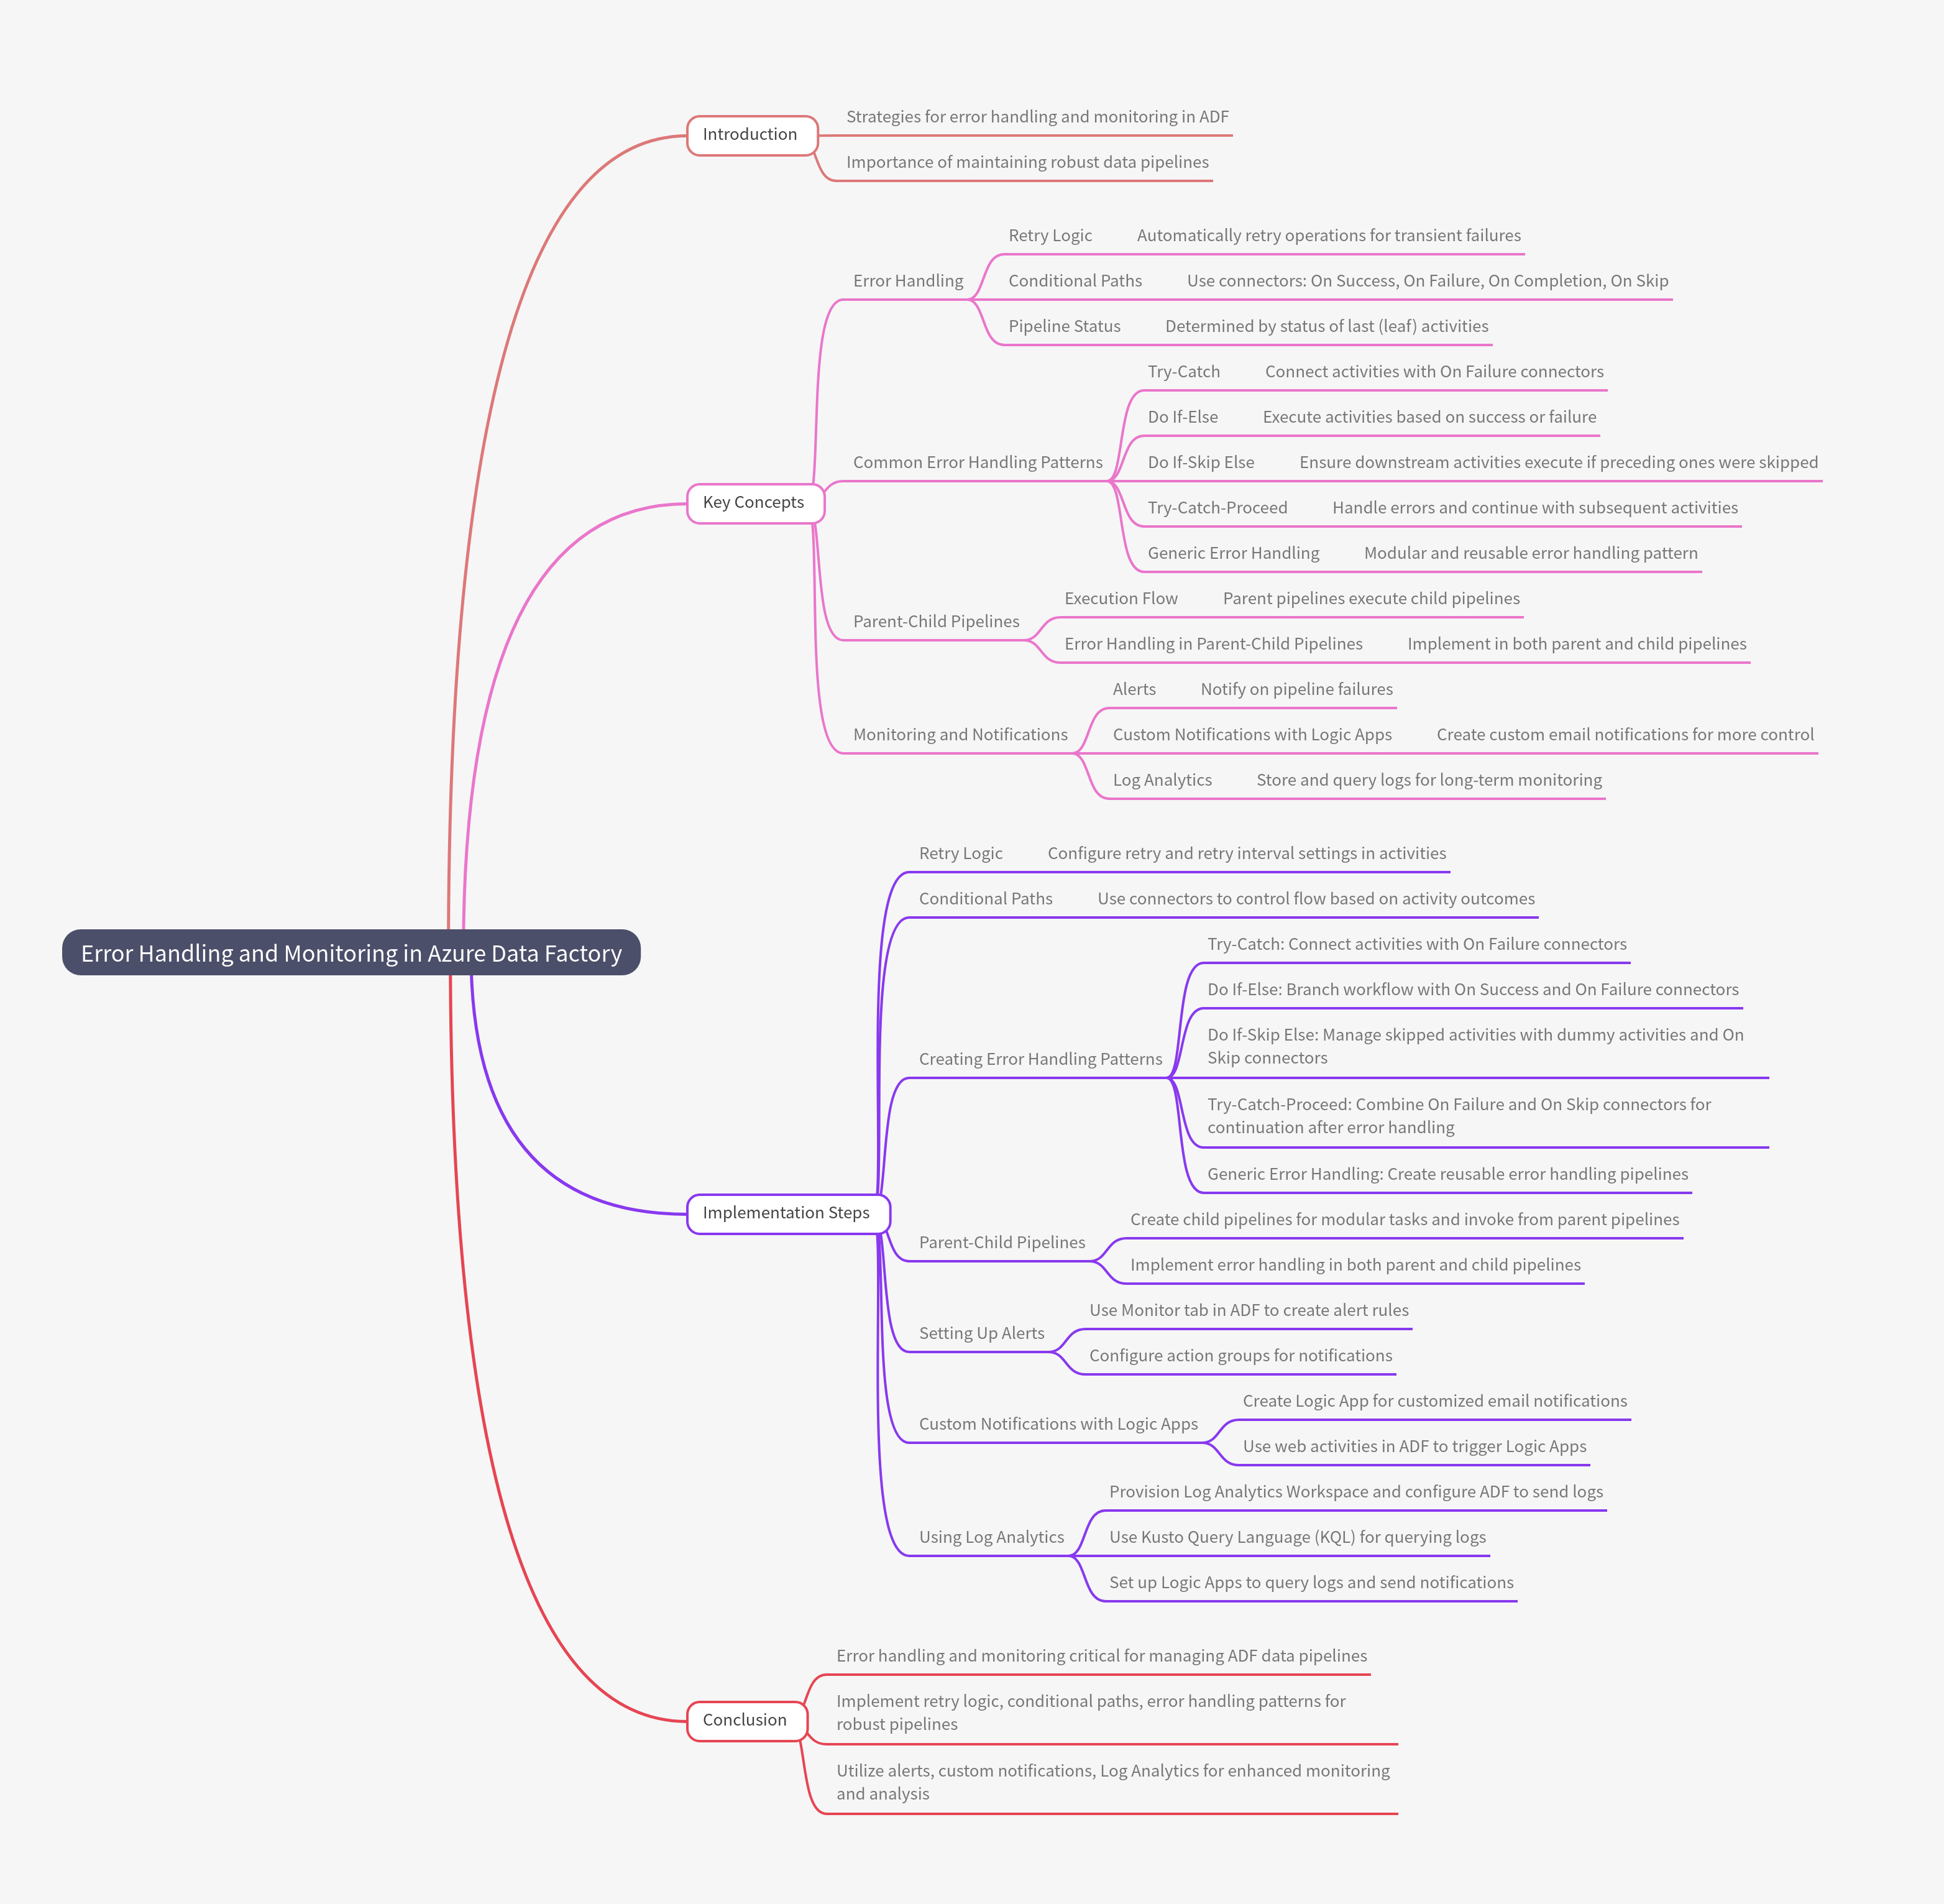 Error Handling and Monitoring in Azure Data Factory
Introduction
Strategies for error handling and monitoring in ADF
Importance of maintaining robust data pipelines
Key Concepts
Error Handling
Retry Logic
Automatically retry operations for transient failures
Conditional Paths
Use connectors: On Success, On Failure, On Completion, On Skip
Pipeline Status
Determined by status of last (leaf) activities
Common Error Handling Patterns
Try-Catch
Connect activities with On Failure connectors
Do If-Else
Execute activities based on success or failure
Do If-Skip Else
Ensure downstream activities execute if preceding ones were skipped
Try-Catch-Proceed
Handle errors and continue with subsequent activities
Generic Error Handling
Modular and reusable error handling pattern
Parent-Child Pipelines
Execution Flow
Parent pipelines execute child pipelines
Error Handling in Parent-Child Pipelines
Implement in both parent and child pipelines
Monitoring and Notifications
Alerts
Notify on pipeline failures
Custom Notifications with Logic Apps
Create custom email notifications for more control
Log Analytics
Store and query logs for long-term monitoring
Implementation Steps
Retry Logic
Configure retry and retry interval settings in activities
Conditional Paths
Use connectors to control flow based on activity outcomes
Creating Error Handling Patterns
Try-Catch: Connect activities with On Failure connectors
Do If-Else: Branch workflow with On Success and On Failure connectors
Do If-Skip Else: Manage skipped activities with dummy activities and On
Skip connectors
Try-Catch-Proceed: Combine On Failure and On Skip connectors for
continuation after error handling
Generic Error Handling: Create reusable error handling pipelines
Parent-Child Pipelines
Create child pipelines for modular tasks and invoke from parent pipelines
Implement error handling in both parent and child pipelines
Setting Up Alerts
Use Monitor tab in ADF to create alert rules
Configure action groups for notifications
Custom Notifications with Logic Apps
Create Logic App for customized email notifications
Use web activities in ADF to trigger Logic Apps
Using Log Analytics
Provision Log Analytics Workspace and configure ADF to send logs
Use Kusto Query Language (KQL) for querying logs
Set up Logic Apps to query logs and send notifications
Conclusion
Error handling and monitoring critical for managing ADF data pipelines
Implement retry logic, conditional paths, error handling patterns for
robust pipelines
Utilize alerts, custom notifications, Log Analytics for enhanced monitoring
and analysis